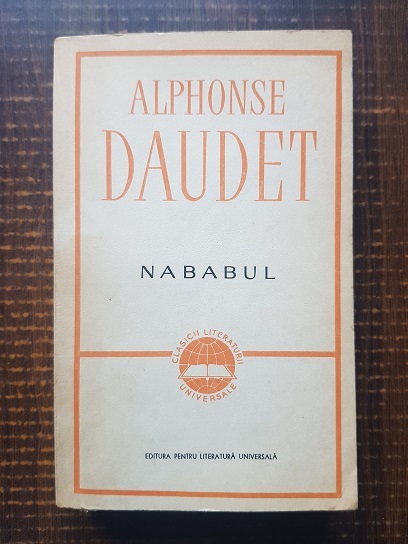 ALPHONSE
DAUDET
NABABUL
CLASICII LITERATURII
UNIVERSALE
EDITURA PENTRU LITERATURĂ UNIVERSALĂ